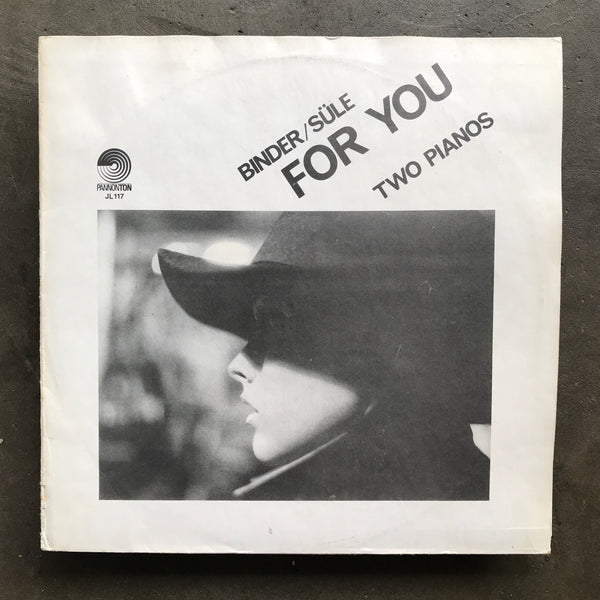 BINDER/SÜLE
FOR YOU
TWO PIANOS
PANNONTON
JL 117